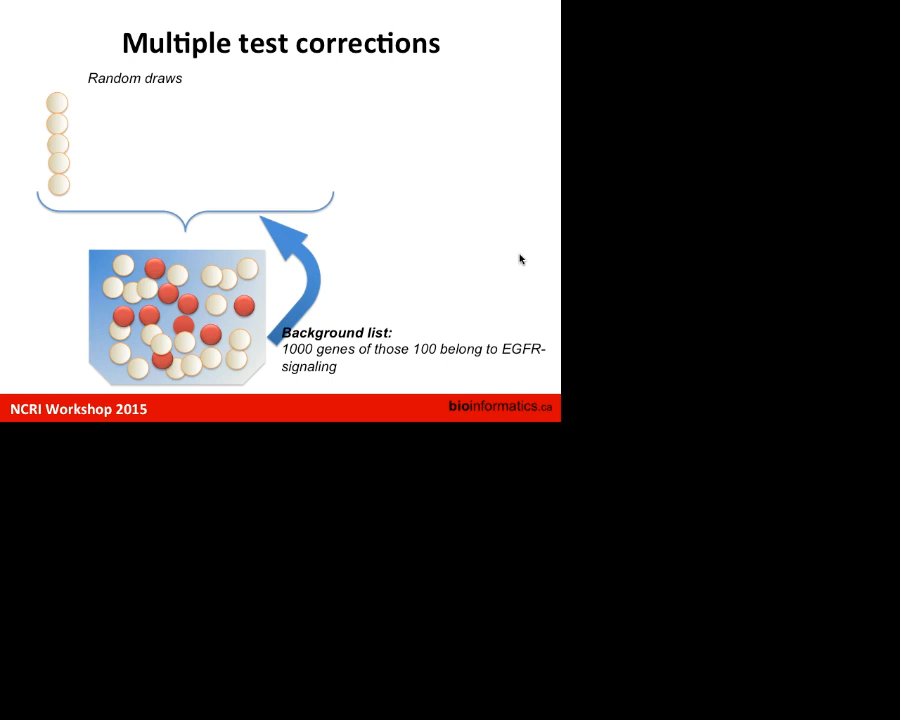 Multiple test corrections
Random draws
Background list:
1000 genes of those 100 belong to EGFR-
signaling
NCRI Workshop 2015
bioinformatics.ca